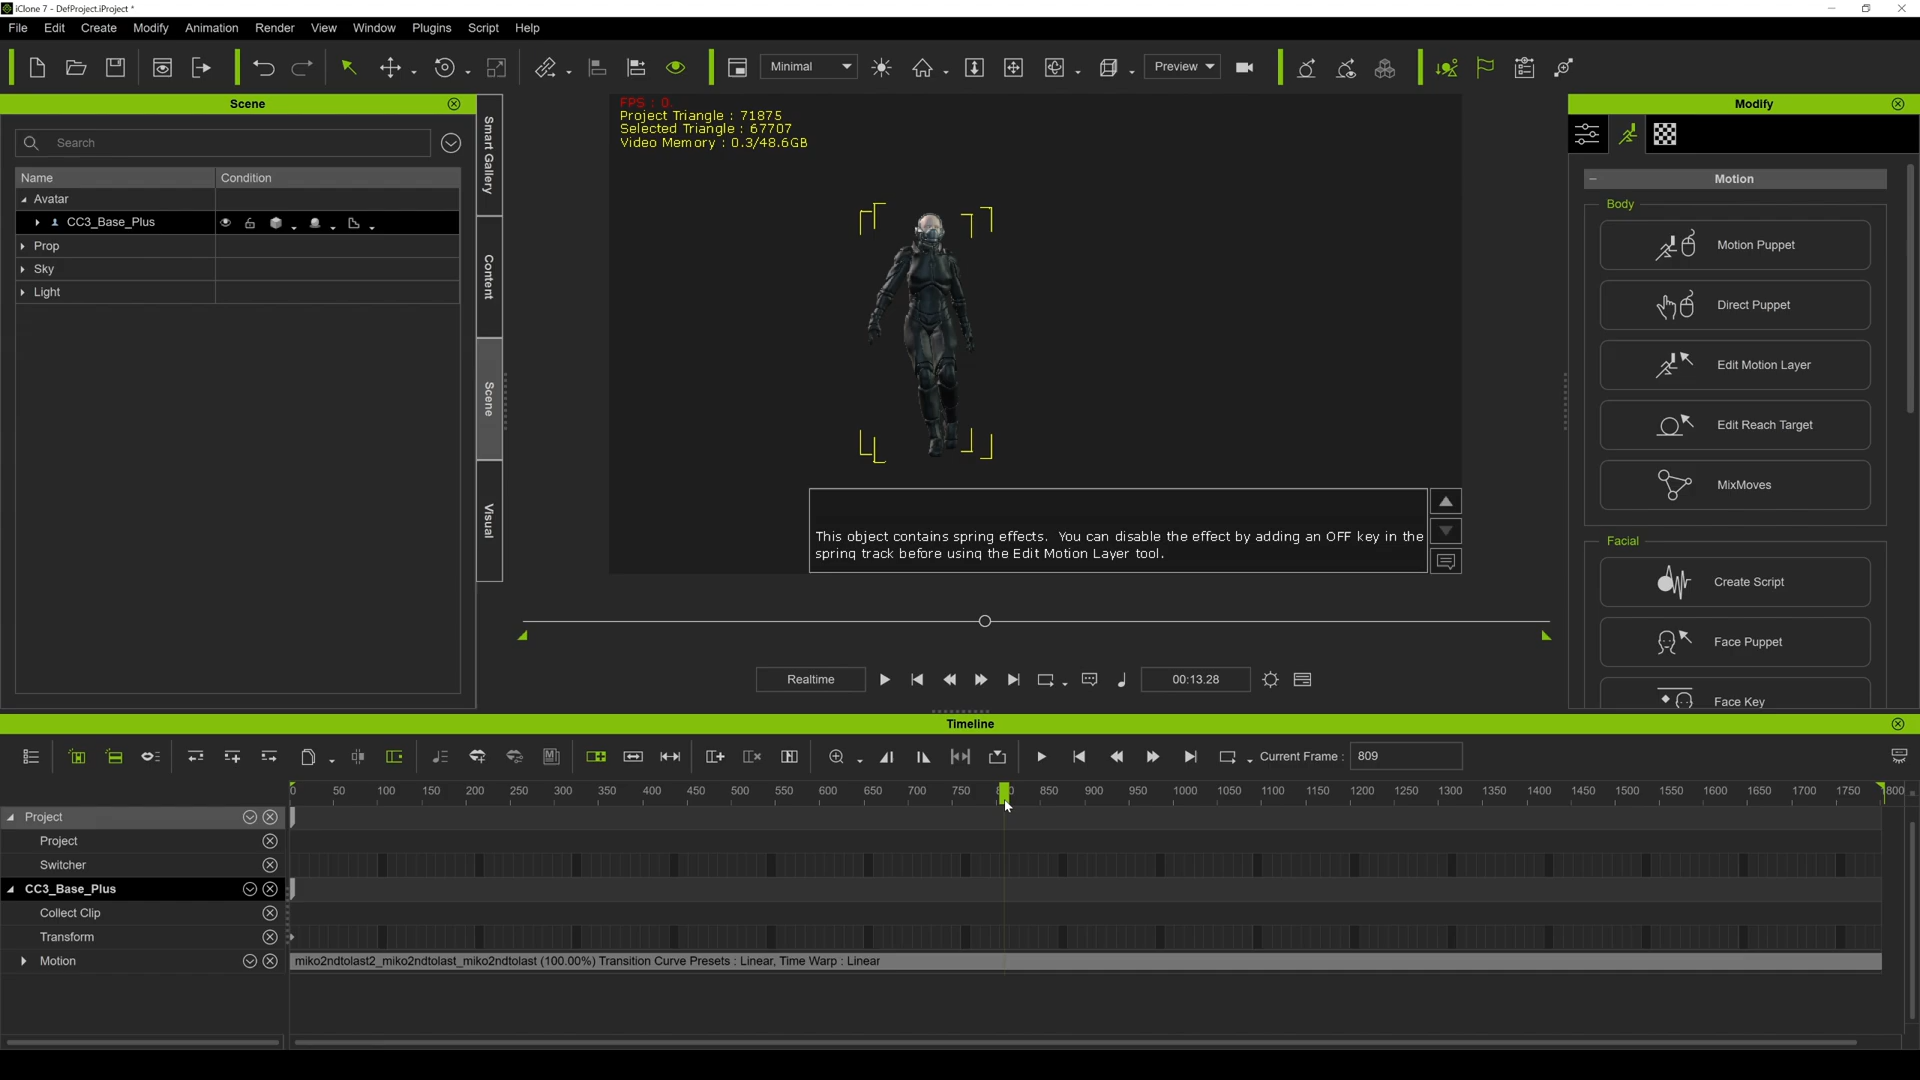 iClone 7 - DefProject.iProject *
File Edit Create Modify Animation Render View Window Plugins Script Help
Minimal
Preview
Scene
Search
Name Condition
Avatar
CC3_Base_Plus
Prop
Sky
Light
Smart Gallery
Content
Scene
Visual
FPS : 0.
Project Triangle : 71875
Selected Triangle : 67707
Video Memory : 0.3/48.6GB
This object contains spring effects. You can disable the effect by adding an OFF key in the
spring track before using the Edit Motion Layer tool.
Realtime
00:13.28
Modify
Motion
Body
Motion Puppet
Direct Puppet
Edit Motion Layer
Edit Reach Target
MixMoves
Facial
Create Script
Face Puppet
Face Key
Timeline
Current Frame : 809
0 50 100 150 200 250 300 350 400 450 500 550 600 650 700 750 850 900 950 1000 1050 1100 1150 1200 1250 1300 1350 1400 1450 1500 1550 1600 1650 1700 1750 1800
Project
Project
Switcher
CC3_Base_Plus
Collect Clip
Transform
Motion
miko2ndtolast2_miko2ndtolast_miko2ndtolast (100.00%) Transition Curve Presets : Linear, Time Warp : Linear